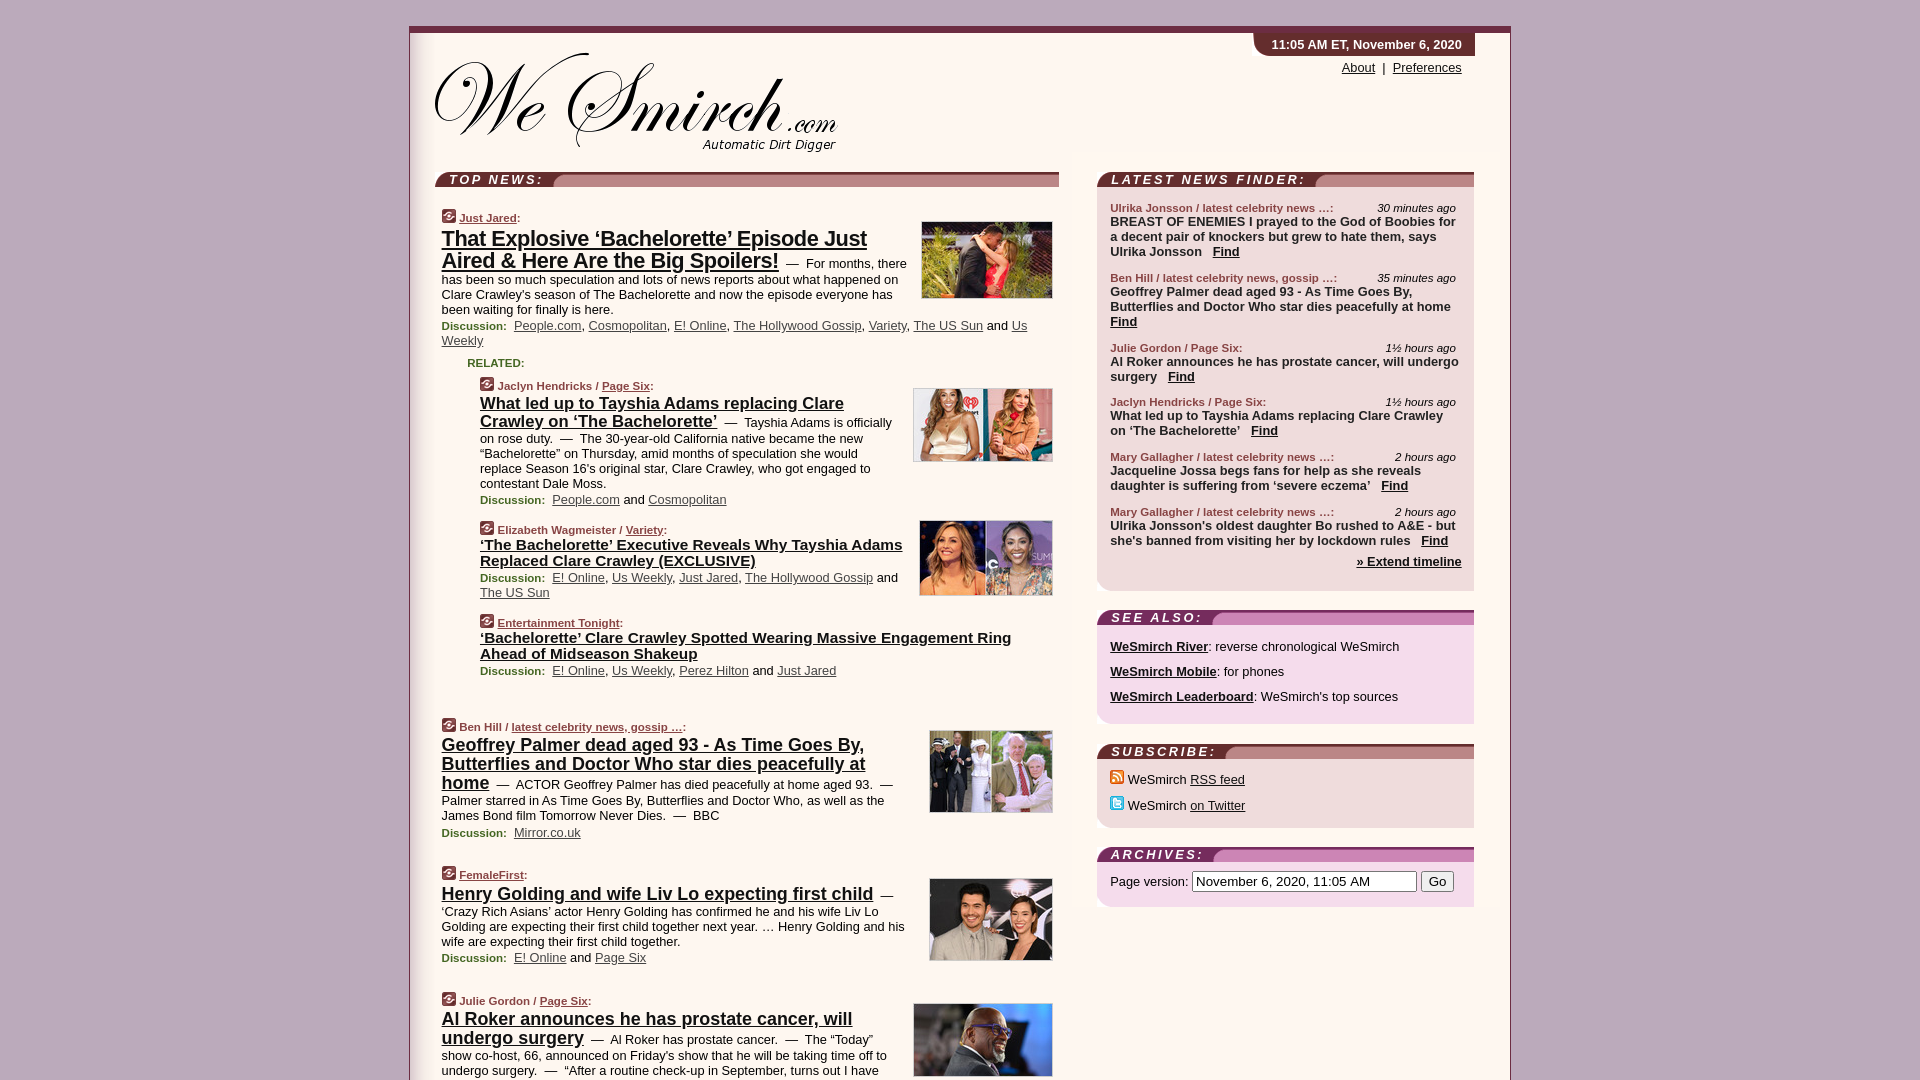 11:05 AM ET, November 6, 2020
About | Preferences
We Smirch .com
Automatic Dirt Digger
TOP NEWS:
Just Jared:
That Explosive ‘Bachelorette’ Episode Just
Aired & Here Are the Big Spoilers! — For months, there
has been so much speculation and lots of news reports about what happened on
Clare Crawley's season of The Bachelorette and now the episode everyone has
been waiting for finally is here.
Discussion: People.com, Cosmopolitan, E! Online, The Hollywood Gossip, Variety, The US Sun and Us
Weekly
RELATED:
Jaclyn Hendricks / Page Six:
What led up to Tayshia Adams replacing Clare
Crawley on ‘The Bachelorette’ — Tayshia Adams is officially
on rose duty. — The 30-year-old California native became the new
“Bachelorette” on Thursday, amid months of speculation she would
replace Season 16's original star, Clare Crawley, who got engaged to
contestant Dale Moss.
Discussion: People.com and Cosmopolitan
Elizabeth Wagmeister / Variety:
‘The Bachelorette’ Executive Reveals Why Tayshia Adams
Replaced Clare Crawley (EXCLUSIVE)
Discussion: E! Online, Us Weekly, Just Jared, The Hollywood Gossip and
The US Sun
Entertainment Tonight:
‘Bachelorette’ Clare Crawley Spotted Wearing Massive Engagement Ring
Ahead of Midseason Shakeup
Discussion: E! Online, Us Weekly, Perez Hilton and Just Jared
Ben Hill / latest celebrity news, gossip …:
Geoffrey Palmer dead aged 93 - As Time Goes By,
Butterflies and Doctor Who star dies peacefully at
home — ACTOR Geoffrey Palmer has died peacefully at home aged 93. —
Palmer starred in As Time Goes By, Butterflies and Doctor Who, as well as the
James Bond film Tomorrow Never Dies. — BBC
Discussion: Mirror.co.uk
FemaleFirst:
Henry Golding and wife Liv Lo expecting first child —
‘Crazy Rich Asians’ actor Henry Golding has confirmed he and his wife Liv Lo
Golding are expecting their first child together next year. … Henry Golding and his
wife are expecting their first child together.
Discussion: E! Online and Page Six
Julie Gordon / Page Six:
Al Roker announces he has prostate cancer, will
undergo surgery — Al Roker has prostate cancer. — The “Today”
show co-host, 66, announced on Friday's show that he will be taking time off to
undergo surgery. — “After a routine check-up in September, turns out I have
LATEST NEWS FINDER:
Ulrika Jonsson / latest celebrity news …: 30 minutes ago
BREAST OF ENEMIES I prayed to the God of Boobies for
a decent pair of knockers but grew to hate them, says
Ulrika Jonsson Find
Ben Hill / latest celebrity news, gossip …: 35 minutes ago
Geoffrey Palmer dead aged 93 - As Time Goes By,
Butterflies and Doctor Who star dies peacefully at home
Find
Julie Gordon / Page Six: 1½ hours ago
Al Roker announces he has prostate cancer, will undergo
surgery Find
Jaclyn Hendricks / Page Six: 1½ hours ago
What led up to Tayshia Adams replacing Clare Crawley
on ‘The Bachelorette’ Find
Mary Gallagher / latest celebrity news …: 2 hours ago
Jacqueline Jossa begs fans for help as she reveals
daughter is suffering from ‘severe eczema’ Find
Mary Gallagher / latest celebrity news …: 2 hours ago
Ulrika Jonsson's oldest daughter Bo rushed to A&E - but
she's banned from visiting her by lockdown rules Find
» Extend timeline
SEE ALSO:
WeSmirch River: reverse chronological WeSmirch
WeSmirch Mobile: for phones
WeSmirch Leaderboard: WeSmirch's top sources
SUBSCRIBE:
WeSmirch RSS feed
WeSmirch on Twitter
ARCHIVES:
Page version: November 6, 2020, 11:05 AM Go